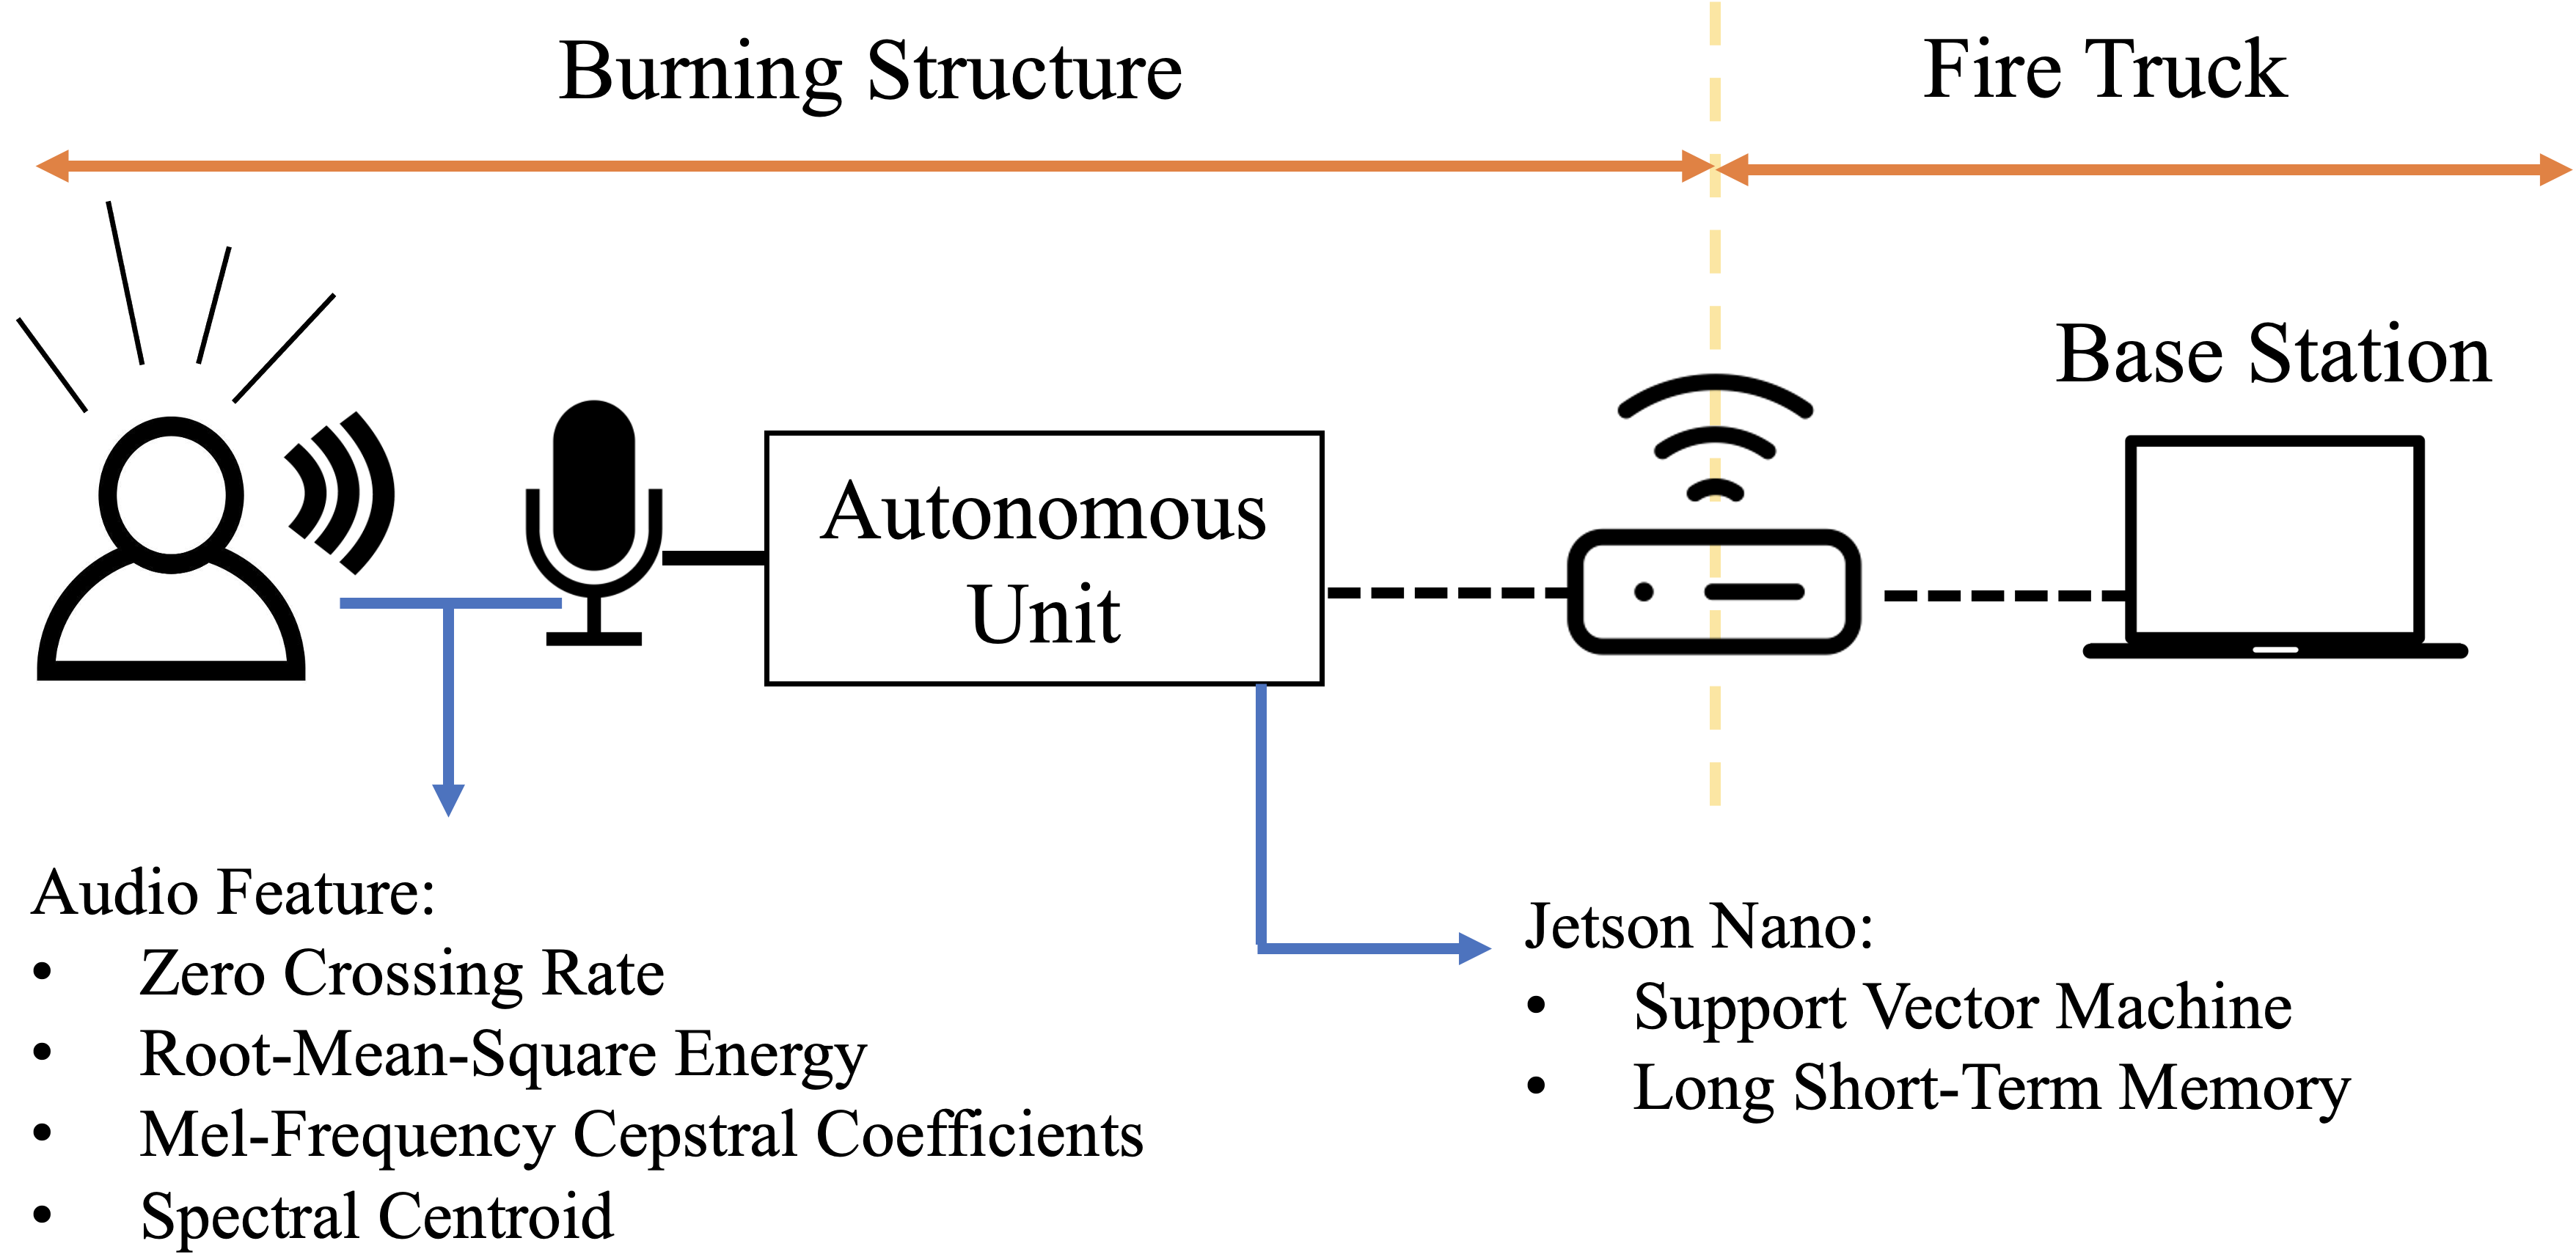 Burning Structure
Fire Truck
Base Station
Autonomous
Unit
Audio Feature:
• Zero Crossing Rate
• Root-Mean-Square Energy
• Mel-Frequency Cepstral Coefficients
• Spectral Centroid
Jetson Nano:
• Support Vector Machine
• Long Short-Term Memory